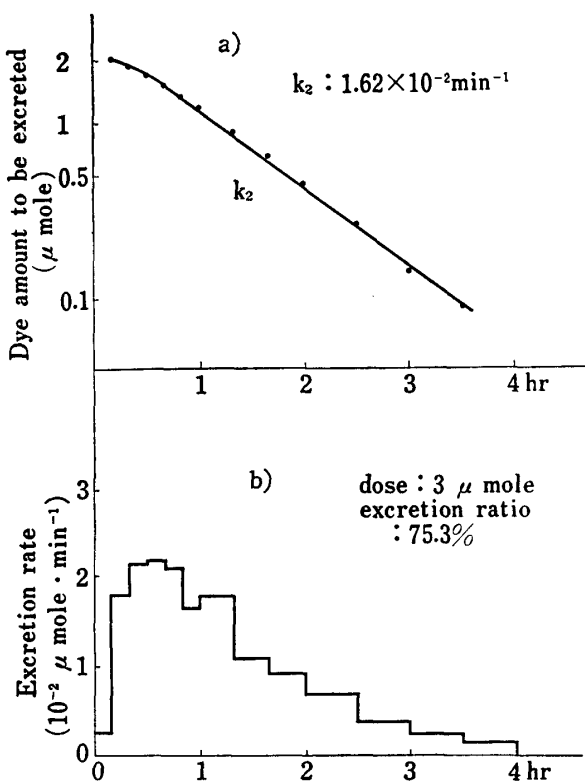 a)
k₂ : 1.62×10⁻²min⁻¹
k₂
Dye amount to be excreted
(μ mole)
2
1
0.5
0.1
1 2 3 4 hr
b)
dose : 3 μ mole
excretion ratio
: 75.3%
Excretion rate
(10⁻² μ mole · min⁻¹)
3
2
1
0
0 1 2 3 4 hr